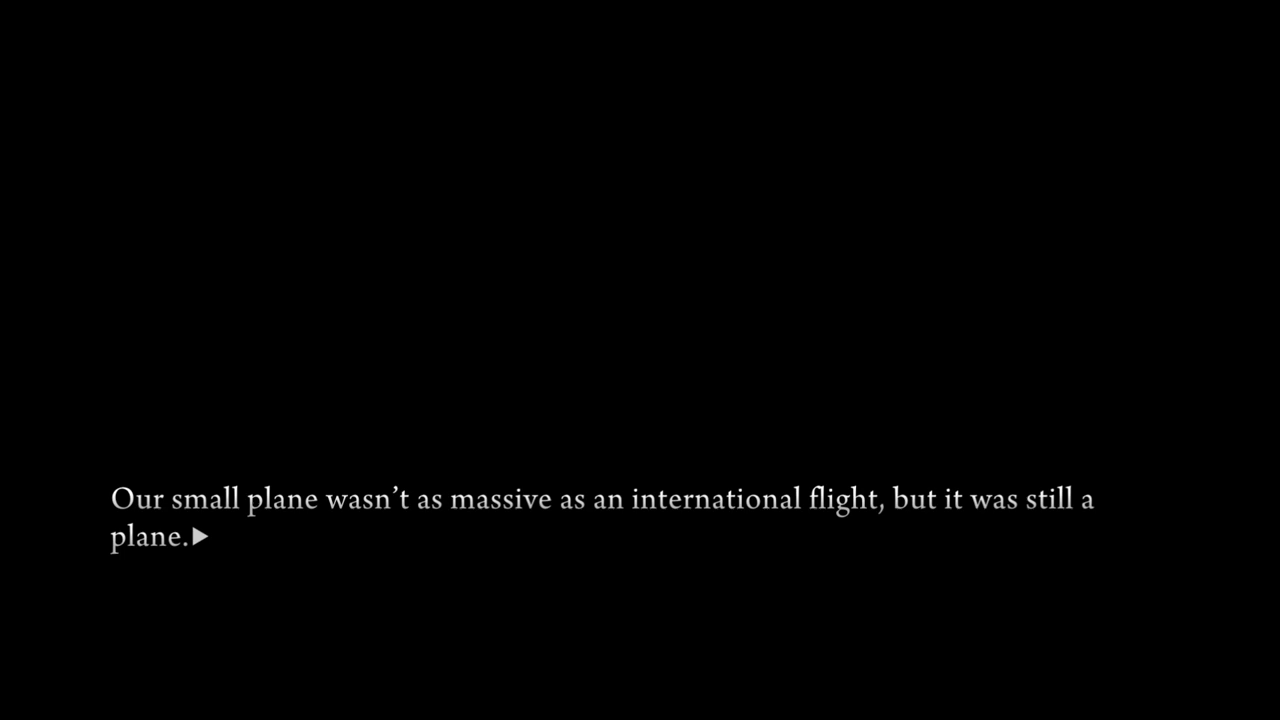 Our small plane wasn’t as massive as an international flight, but it was still a
plane.